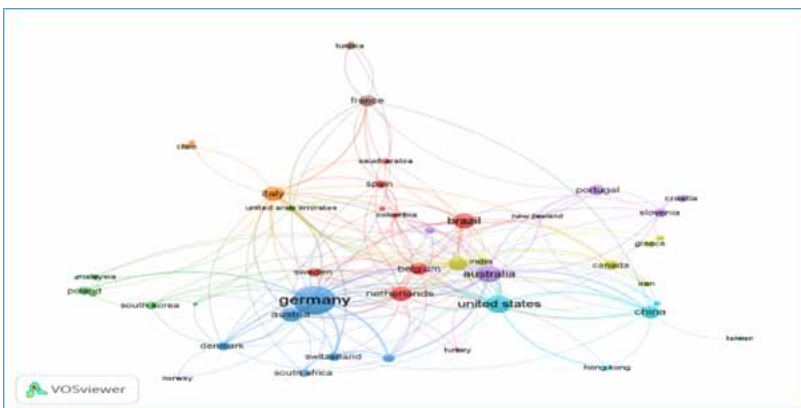 tunisia
france
chile
saudi arabia
spain
italy
portugal
croatia
united arab emirates
colombia
brazil
new zealand
slovenia
greece
india
canada
malaysia
sweden
belgium
australia
iran
poland
south korea
germany
netherlands
united states
austria
china
taiwan
denmark
switzerland
turkey
norway
south africa
hong kong
VOSviewer